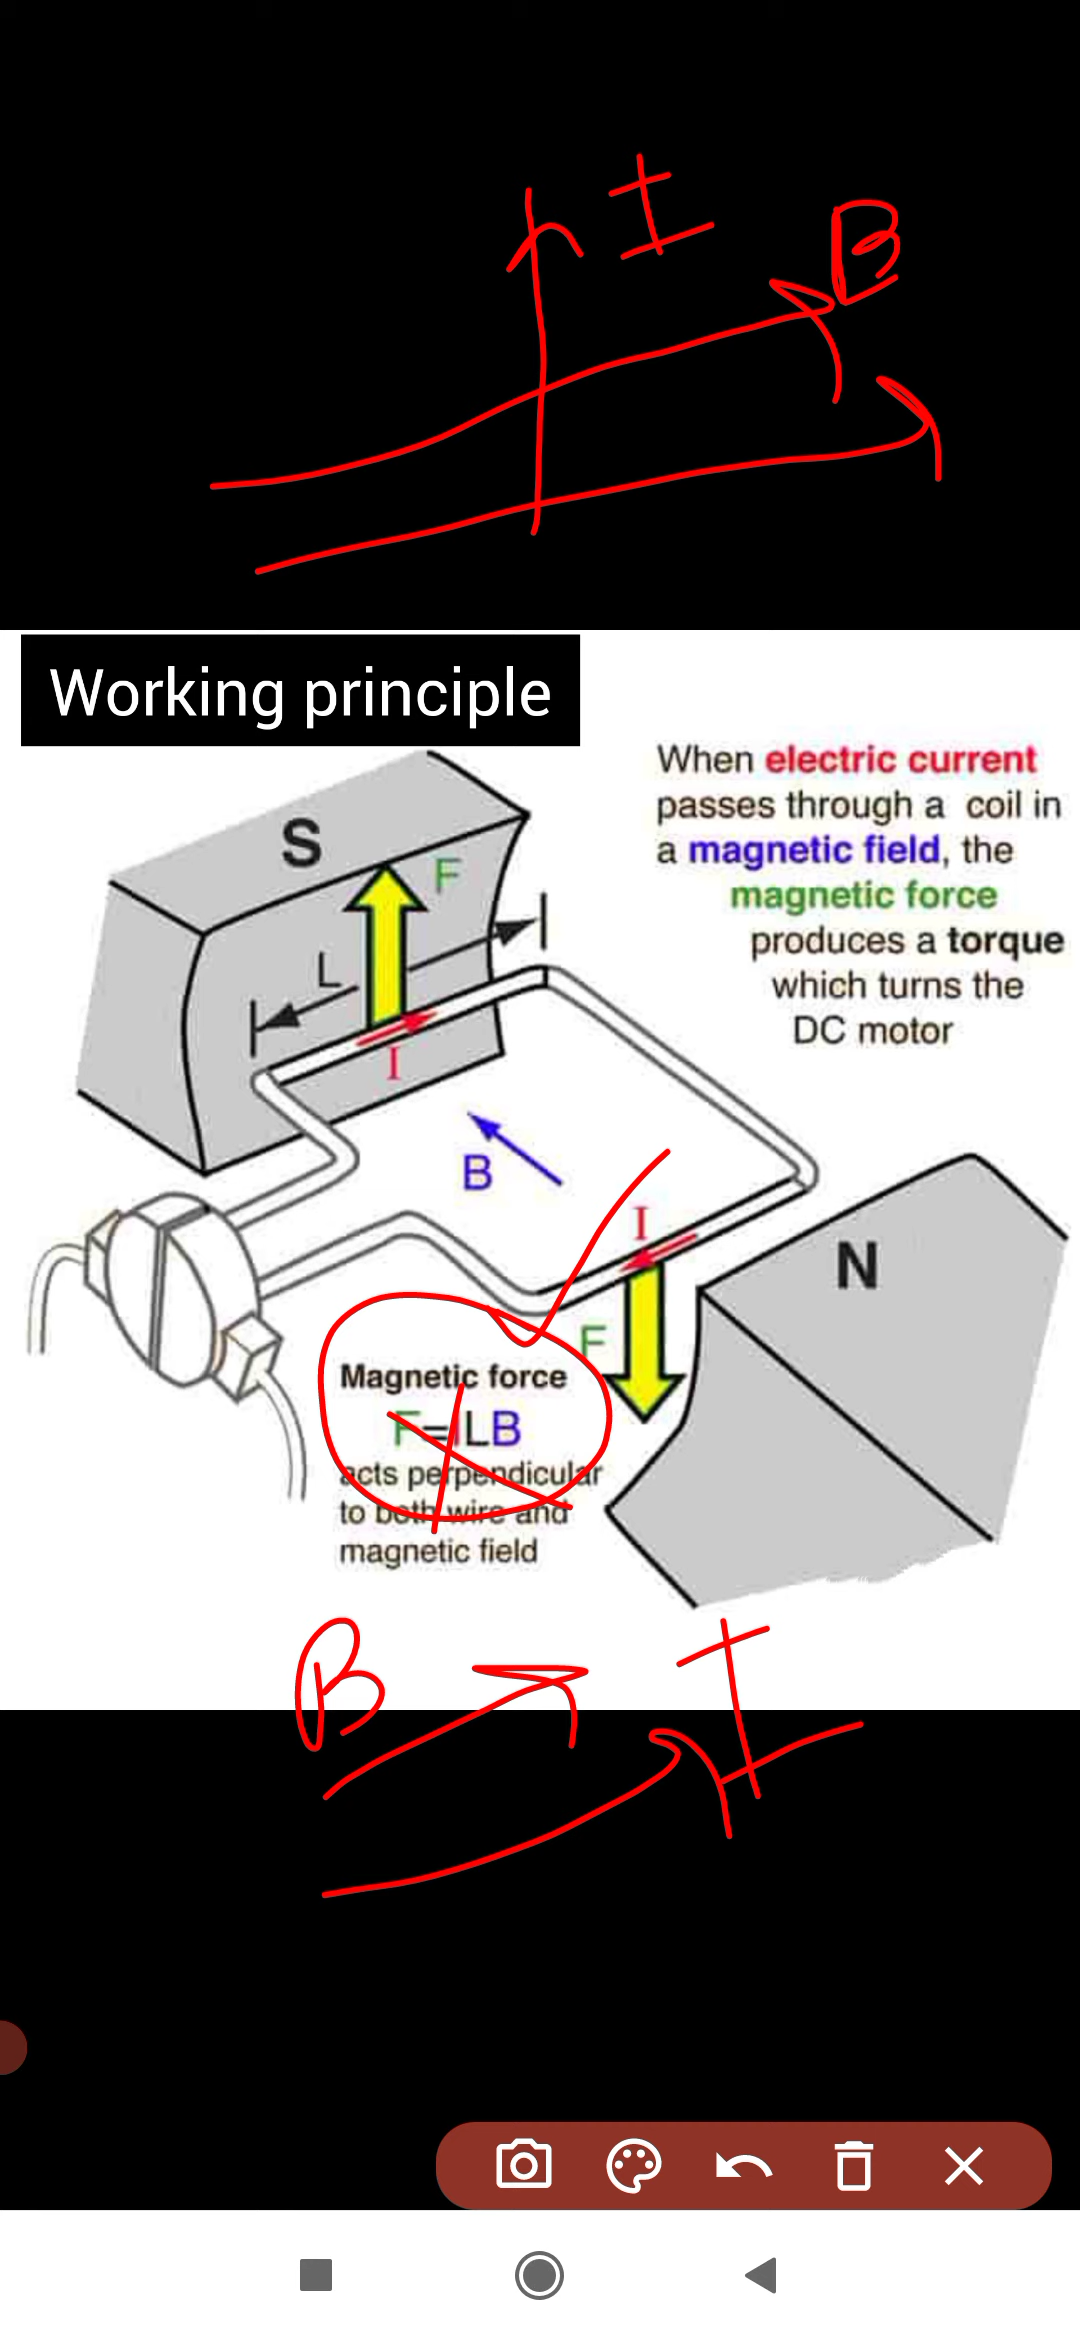 I
B
Working principle
When electric current
passes through a coil in
a magnetic field, the
magnetic force
produces a torque
which turns the
DC motor
S
F
L
I
B
I
N
F
Magnetic force
F=ILB
acts perpendicular
to both wire and
magnetic field
B
I